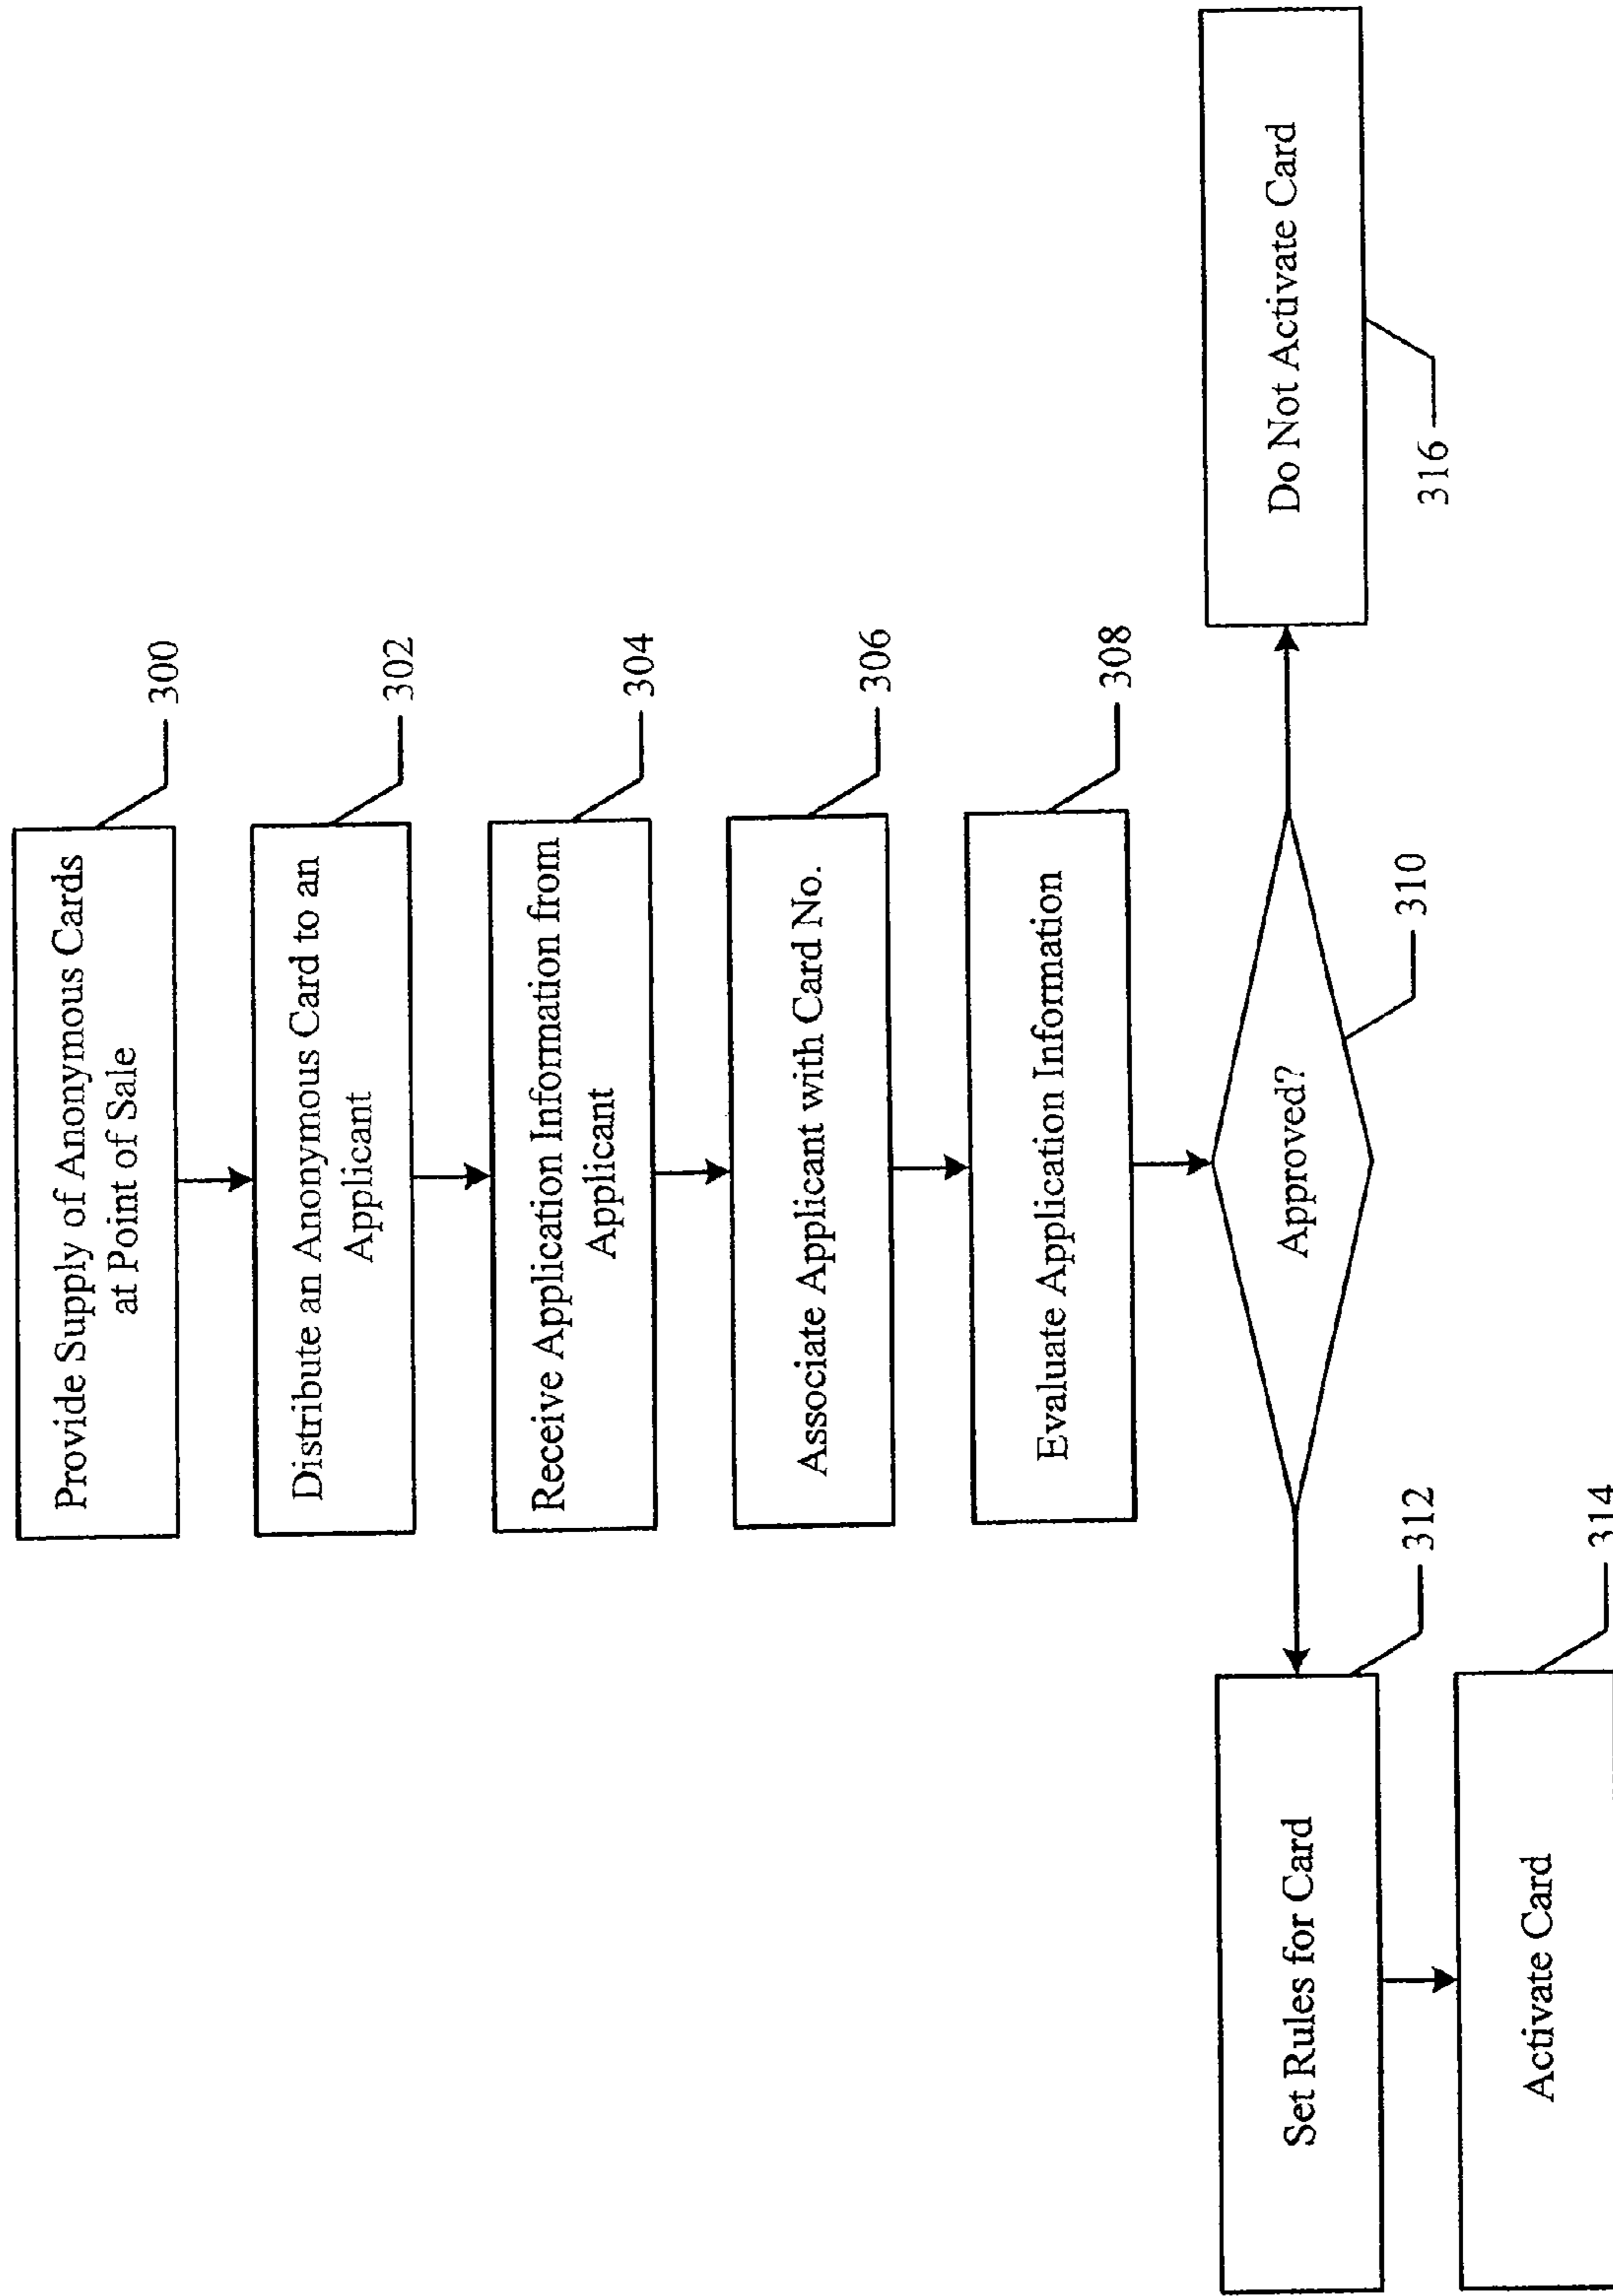 Provide Supply of Anonymous Cards
at Point of Sale
300
Distribute an Anonymous Card to an
Applicant
302
Receive Application Information from
Applicant
304
Associate Applicant with Card No.
306
Evaluate Application Information
308
Approved?
310
Set Rules for Card
312
Do Not Activate Card
316
Activate Card
314